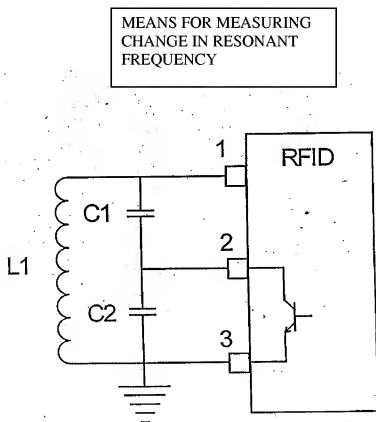 MEANS FOR MEASURING
CHANGE IN RESONANT
FREQUENCY
1
RFID
C1
2
L1
C2
3